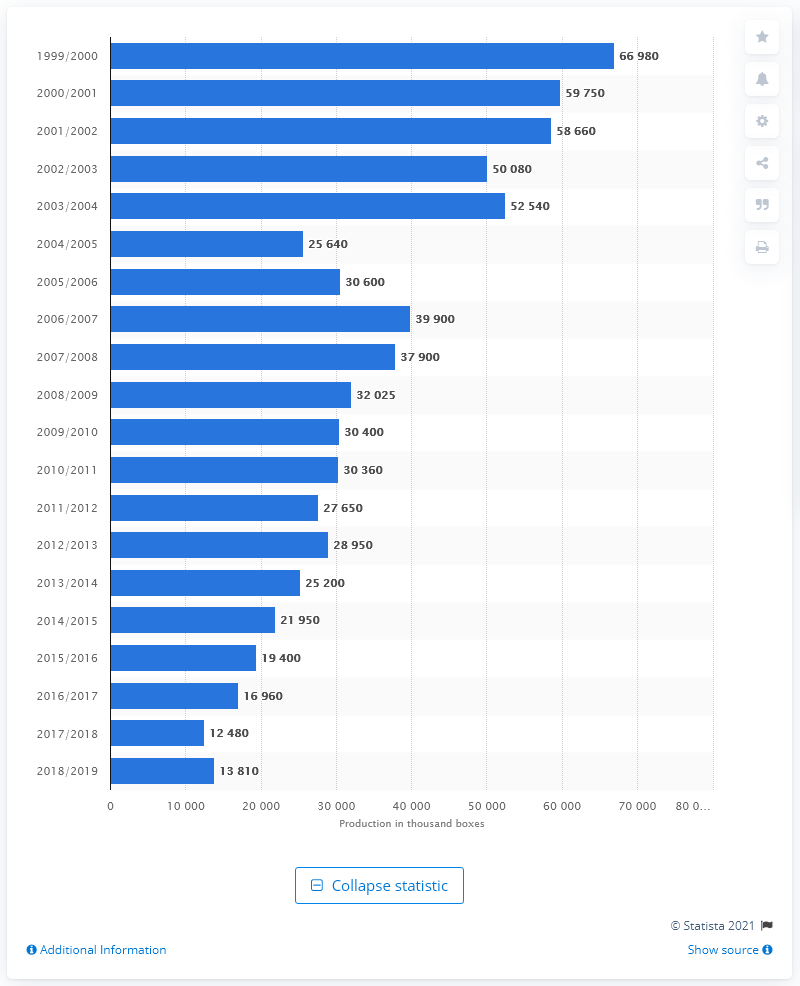 1999/2000 66 980
2000/2001 59 750
2001/2002 58 660
2002/2003 50 080
2003/2004 52 540
2004/2005 25 640
2005/2006 30 600
2006/2007 39 900
2007/2008 37 900
2008/2009 32 025
2009/2010 30 400
2010/2011 30 360
2011/2012 27 650
2012/2013 28 950
2013/2014 25 200
2014/2015 21 950
2015/2016 19 400
2016/2017 16 960
2017/2018 12 480
2018/2019 13 810
0 10 000 20 000 30 000 40 000 50 000 60 000 70 000 80 0...
Production in thousand boxes
Collapse statistic
© Statista 2021
Additional Information Show source